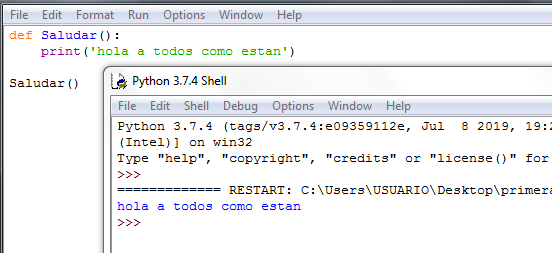 File Edit Format Run Options Window Help
def Saludar():
    print('hola a todos como estan')
Saludar()
Python 3.7.4 Shell
File Edit Shell Debug Options Window Help
Python 3.7.4 (tags/v3.7.4:e09359112e, Jul  8 2019, 19:2
(Intel)] on win32
Type "help", "copyright", "credits" or "license()" for
>>>
============= RESTART: C:\Users\USUARIO\Desktop\primera
hola a todos como estan
>>>